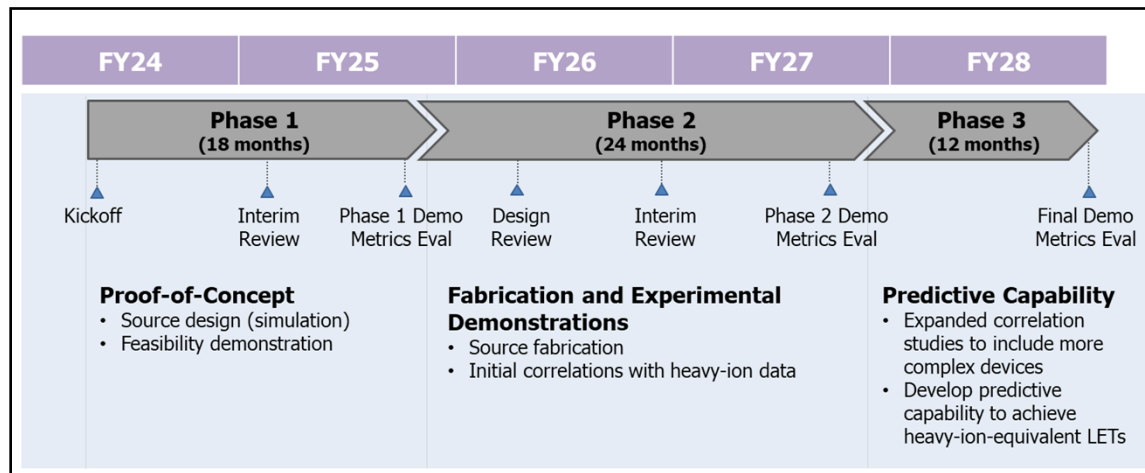 FY24 FY25 FY26 FY27 FY28
Phase 1
(18 months)
Phase 2
(24 months)
Phase 3
(12 months)
Kickoff
Interim
Review
Phase 1 Demo
Metrics Eval
Design
Review
Interim
Review
Phase 2 Demo
Metrics Eval
Final Demo
Metrics Eval
Proof-of-Concept
• Source design (simulation)
• Feasibility demonstration
Fabrication and Experimental
Demonstrations
• Source fabrication
• Initial correlations with heavy-ion data
Predictive Capability
• Expanded correlation
studies to include more
complex devices
• Develop predictive
capability to achieve
heavy-ion-equivalent LETs